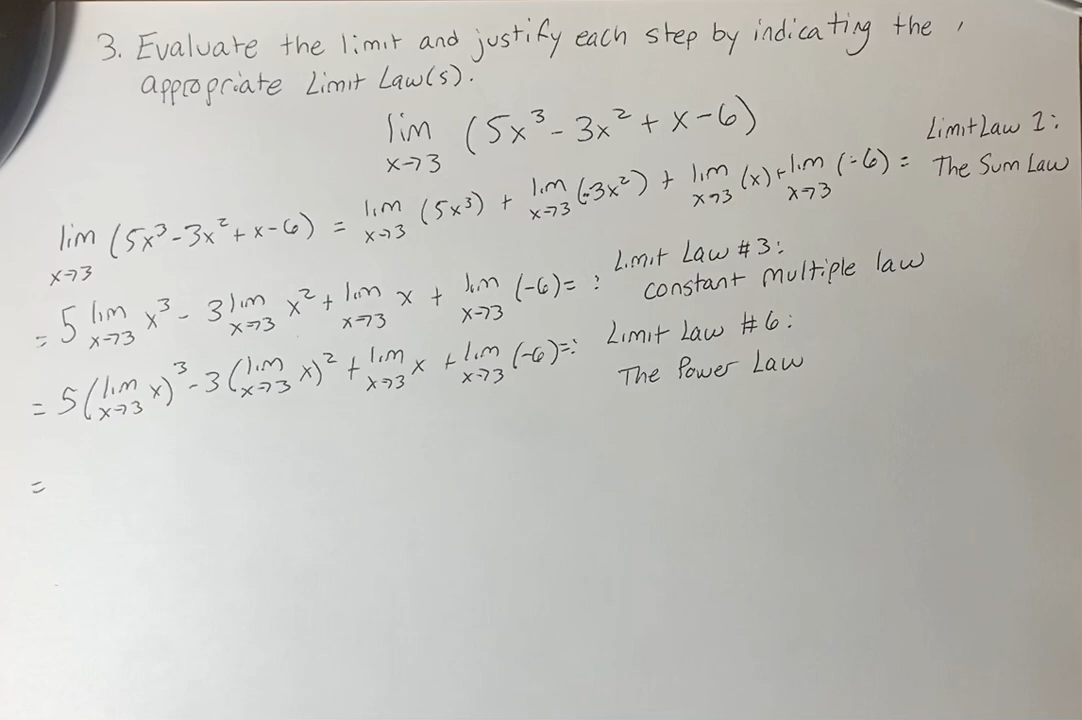 3. Evaluate the limit and justify each step by indicating the
appropriate Limit Law(s).
lim (5x³ - 3x² + x - 6)
x→3
Limit Law 1:
The Sum Law
lim (5x³ - 3x² + x - 6) = lim (5x³) + lim (-3x²) + lim (x) + lim (-6) =
x→3 x→3 x→3 x→3 x→3
Limit Law #3:
constant multiple law
= 5 lim x³ - 3 lim x² + lim x + lim (-6) = :
x→3 x→3 x→3 x→3
Limit Law #6:
The Power Law
= 5 (lim x)³ - 3 (lim x)² + lim x + lim (-6) = :
x→3 x→3 x→3 x→3
=